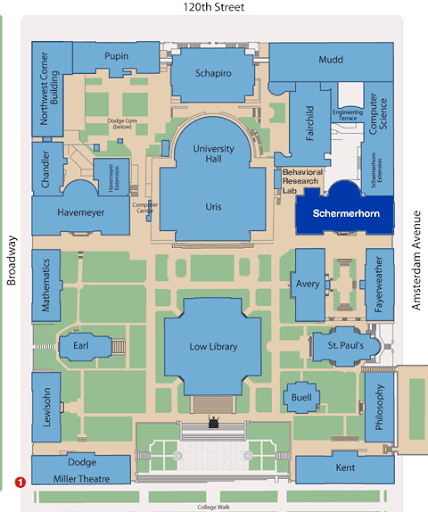 120th Street
Pupin
Schapiro
Mudd
Northwest Corner
Building
Dodge Gym
(below)
University
Hall
Uris
Fairchild
Engineering
Terrace
Computer
Science
Chandler
Havemeyer
Extension
Computer
Center
Behavioral
Research
Lab
Schermerhorn
Extension
Havemeyer
Schermerhorn
Broadway
Amsterdam Avenue
Mathematics
Avery
Fayerweather
Earl
Low Library
St. Paul's
Lewisohn
Buell
Philosophy
Dodge
Miller Theatre
Kent
1
College Walk